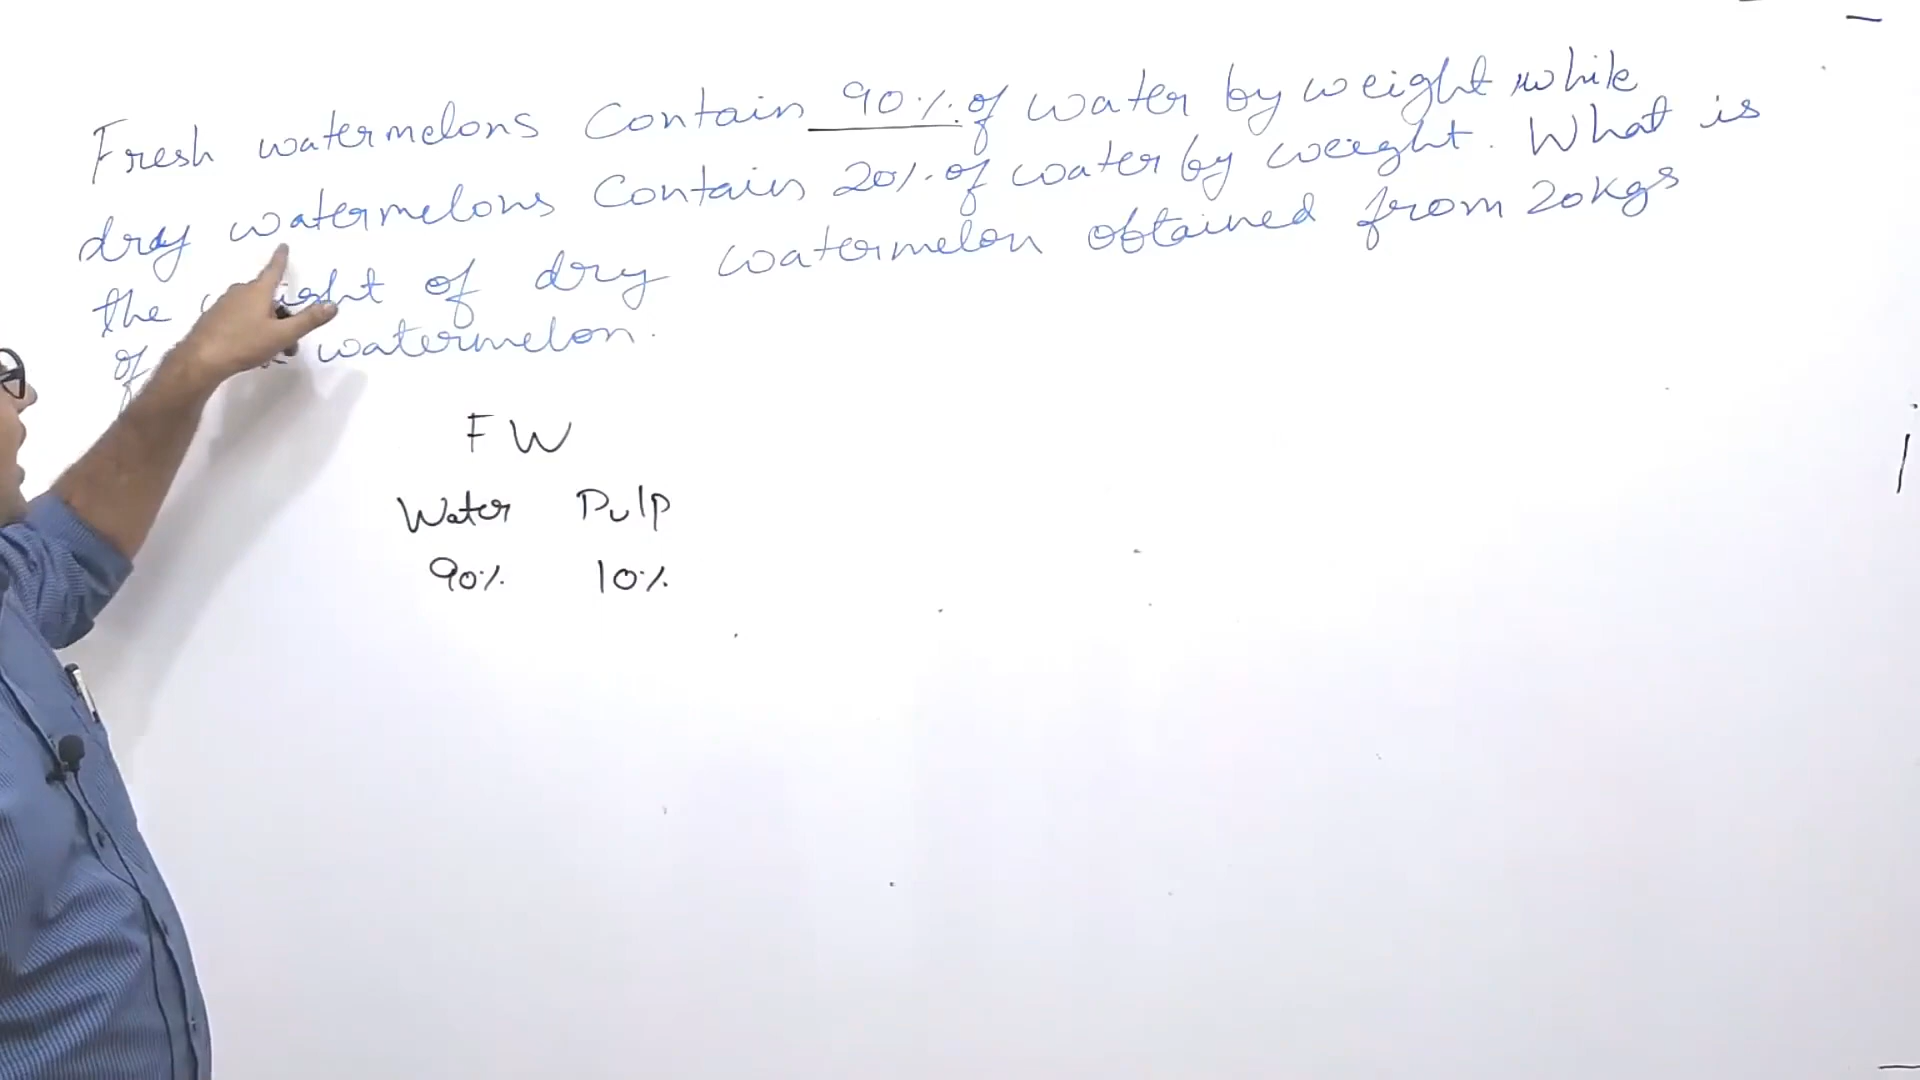 Fresh watermelons Contain 90% of water by weight while
dry watermelons Contains 20% of water by weight. What is
the of dry watermelon obtained from 20Kgs
of watermelon.
F W
Water Pulp
90% 10%